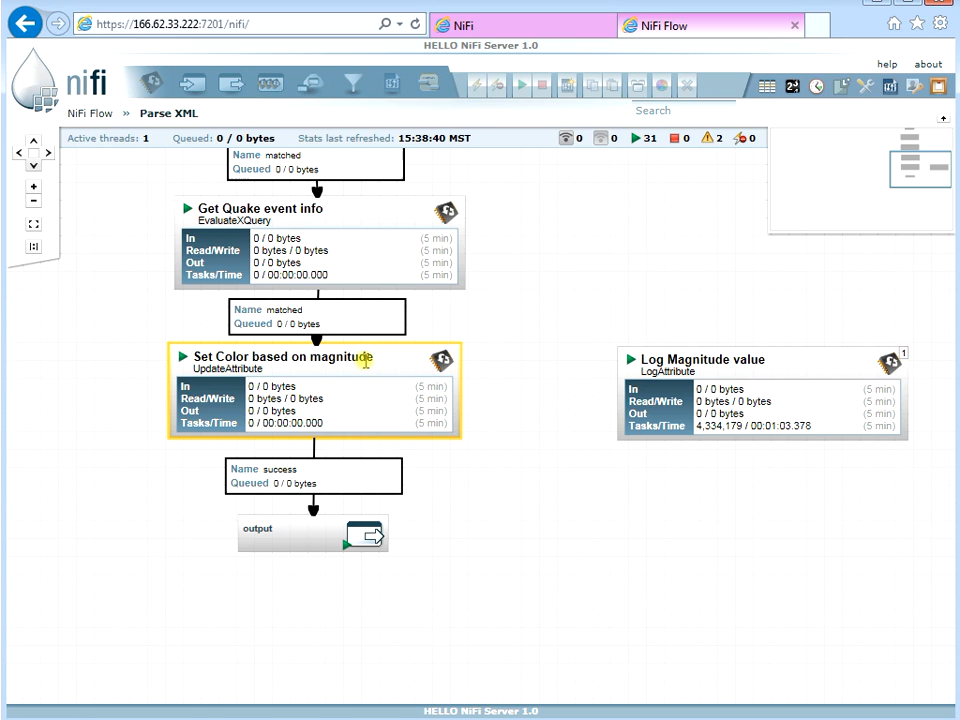 https://166.62.33.222:7201/nifi/
NiFi
NiFi Flow
HELLO NiFi Server 1.0
nifi
help
about
NiFi Flow » Parse XML
Search
Active threads: 1
Queued: 0 / 0 bytes
Stats last refreshed: 15:38:40 MST
0
0
31
0
2
0
Name matched
Queued 0 / 0 bytes
Get Quake event info
EvaluateXQuery
In 0 / 0 bytes (5 min)
Read/Write 0 bytes / 0 bytes (5 min)
Out 0 / 0 bytes (5 min)
Tasks/Time 0 / 00:00:00.000 (5 min)
Name matched
Queued 0 / 0 bytes
Set Color based on magnitude
UpdateAttribute
In 0 / 0 bytes (5 min)
Read/Write 0 bytes / 0 bytes (5 min)
Out 0 / 0 bytes (5 min)
Tasks/Time 0 / 00:00:00.000 (5 min)
1
Log Magnitude value
LogAttribute
In 0 / 0 bytes (5 min)
Read/Write 0 bytes / 0 bytes (5 min)
Out 0 / 0 bytes (5 min)
Tasks/Time 4,334,179 / 00:01:03.378 (5 min)
Name success
Queued 0 / 0 bytes
output
HELLO NiFi Server 1.0